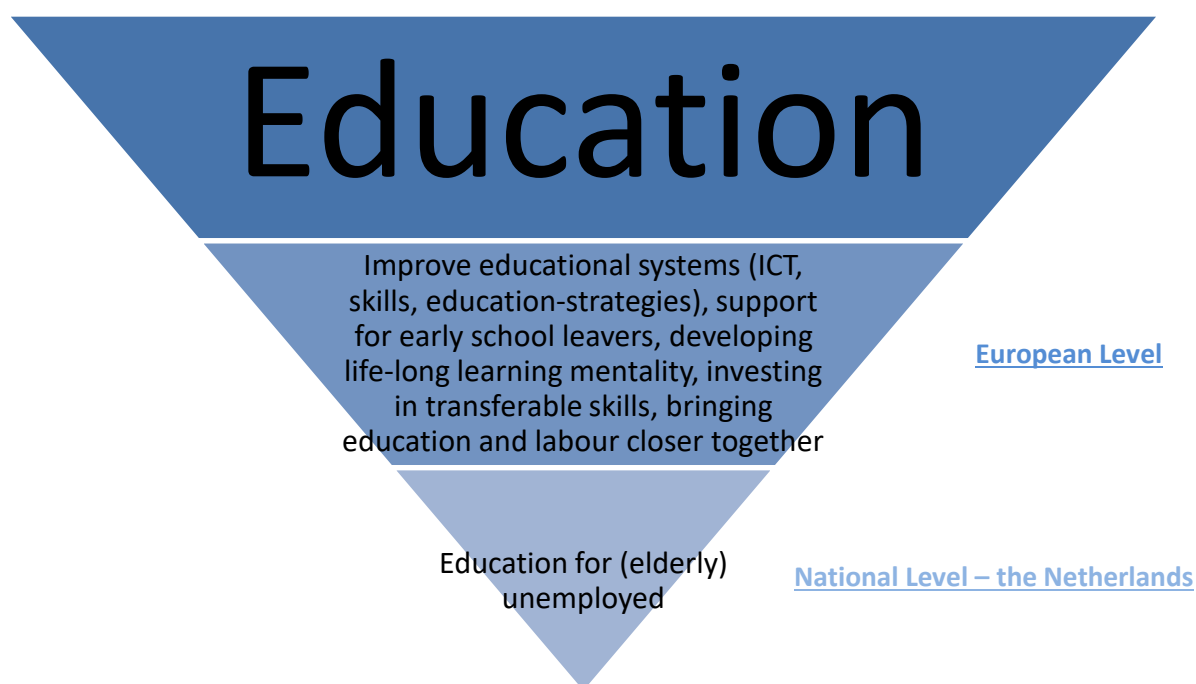 Education
Improve educational systems (ICT,
skills, education-strategies), support
for early school leavers, developing
life-long learning mentality, investing
in transferable skills, bringing
education and labour closer together
European Level
Education for (elderly)
unemployed
National Level – the Netherlands